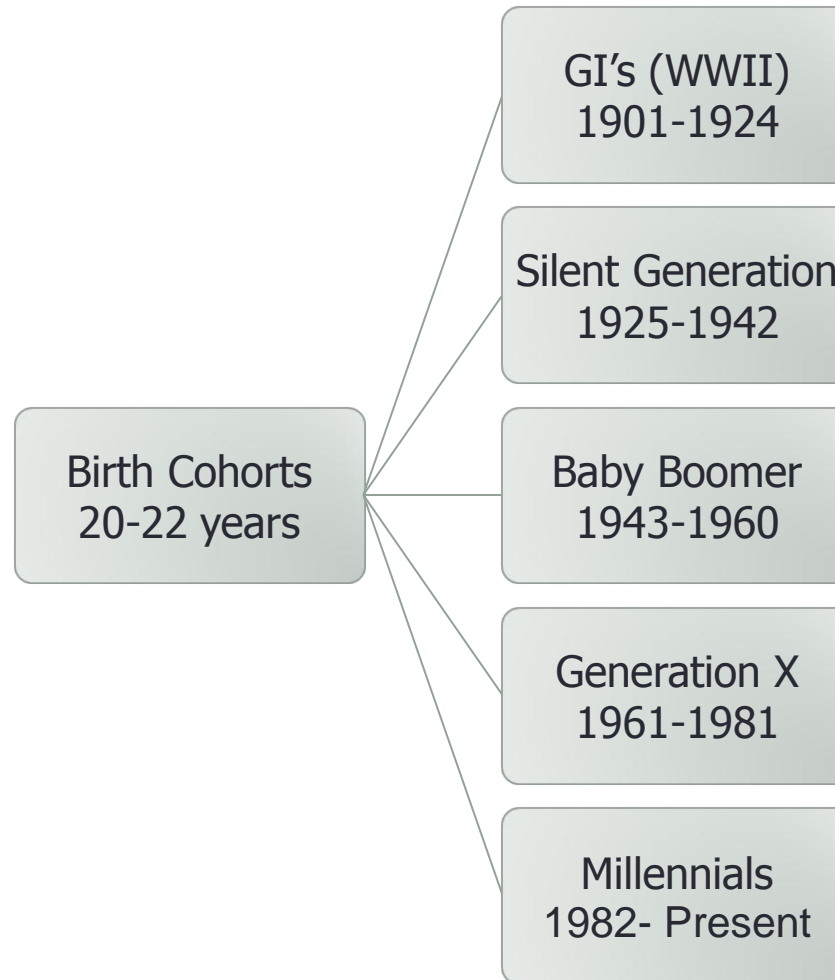 GI’s (WWII)
1901-1924
Silent Generation
1925-1942
Birth Cohorts
20-22 years
Baby Boomer
1943-1960
Generation X
1961-1981
Millennials
1982- Present